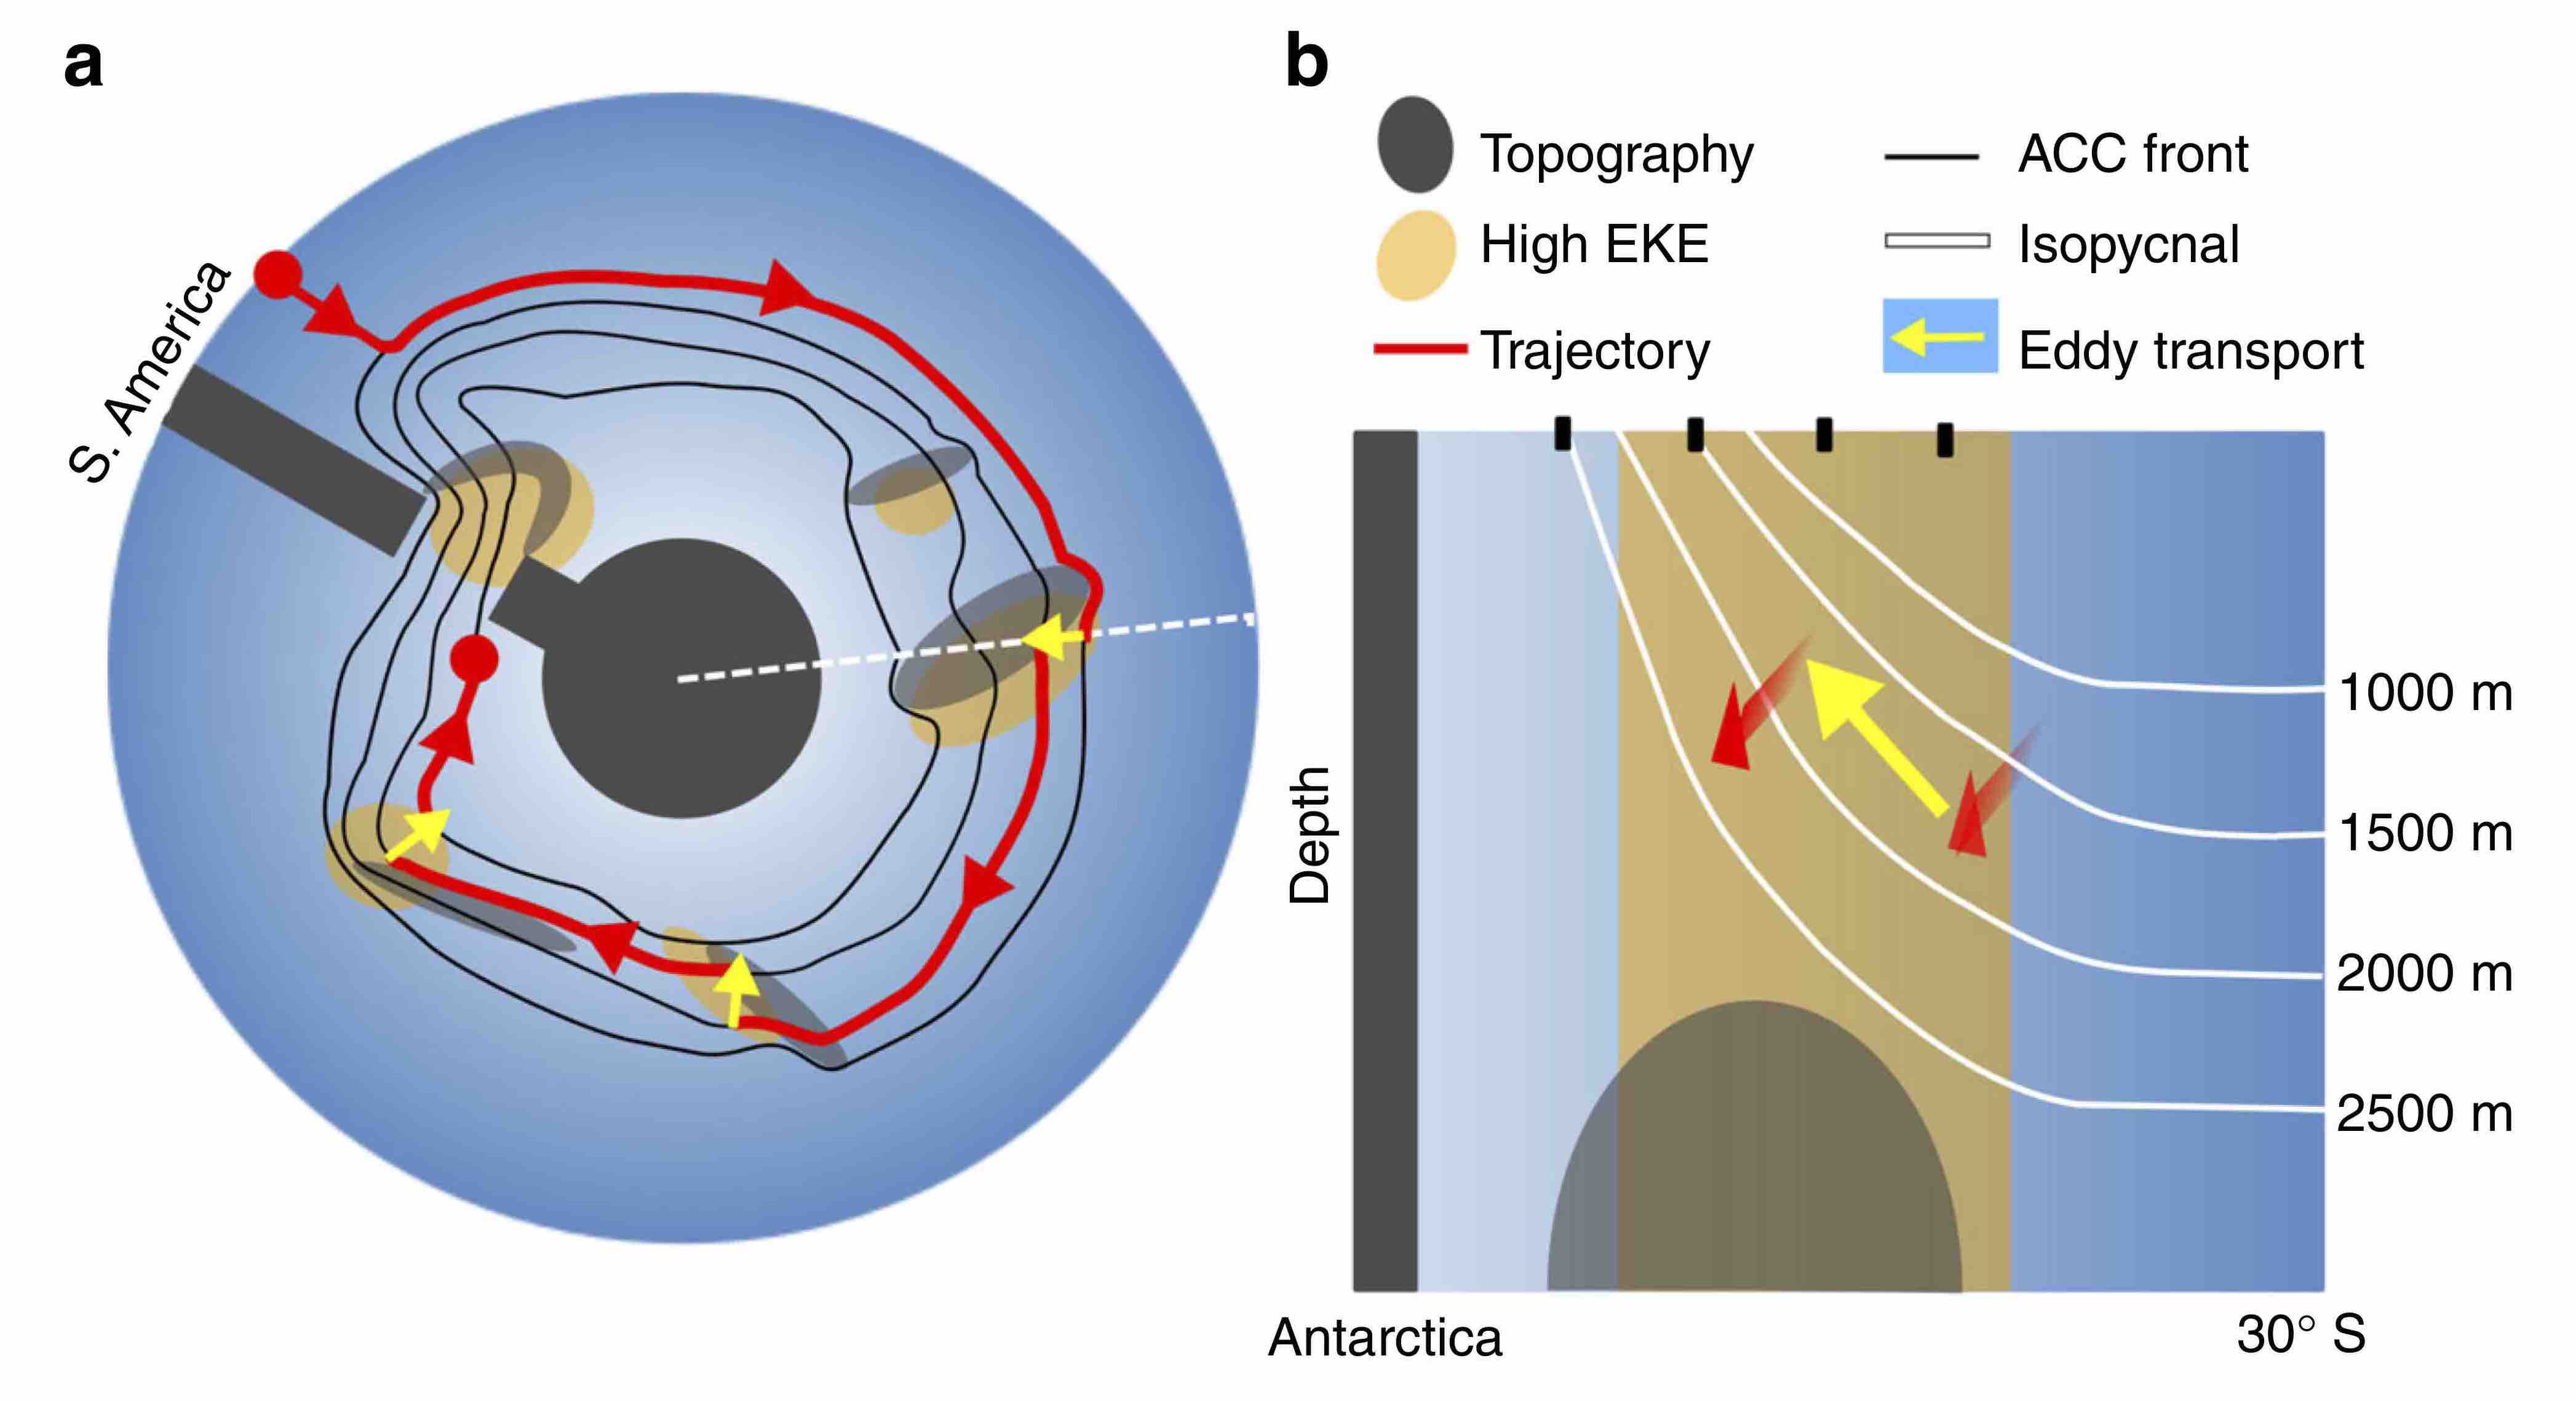 a
S. America
b
Topography
ACC front
High EKE
Isopycnal
Trajectory
Eddy transport
Depth
1000 m
1500 m
2000 m
2500 m
Antarctica
30° S